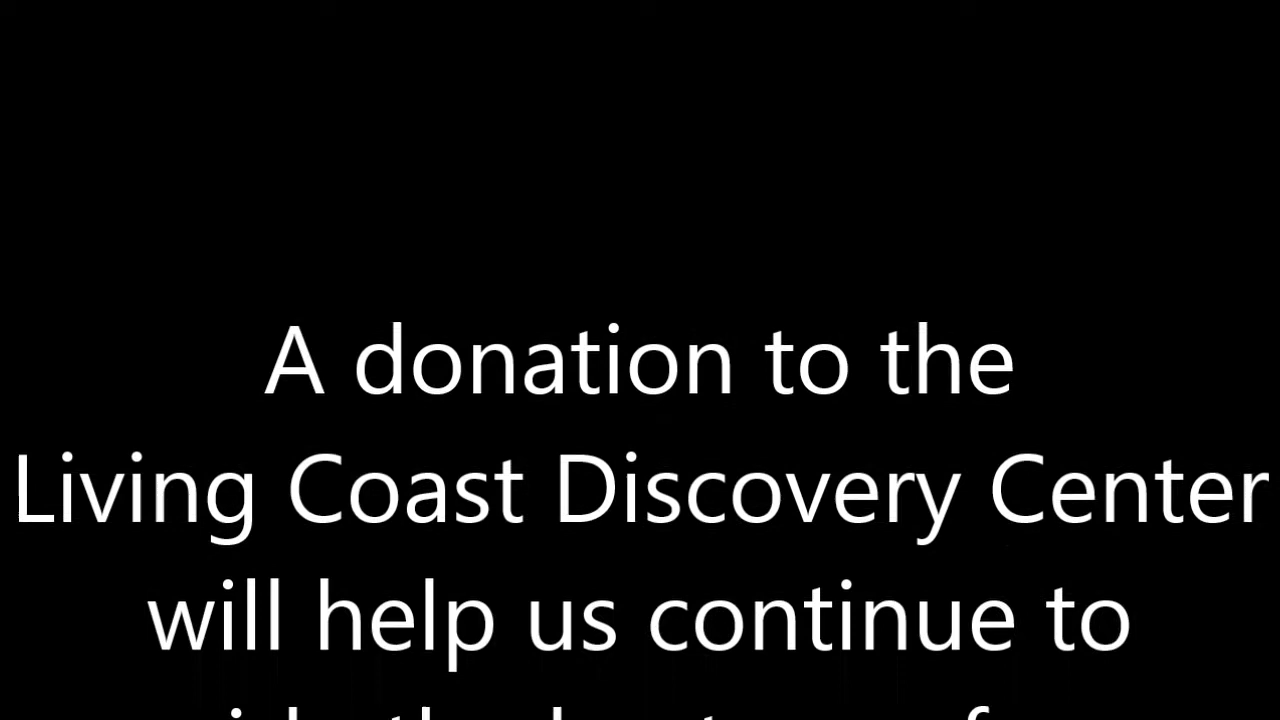 A donation to the
Living Coast Discovery Center
will help us continue to